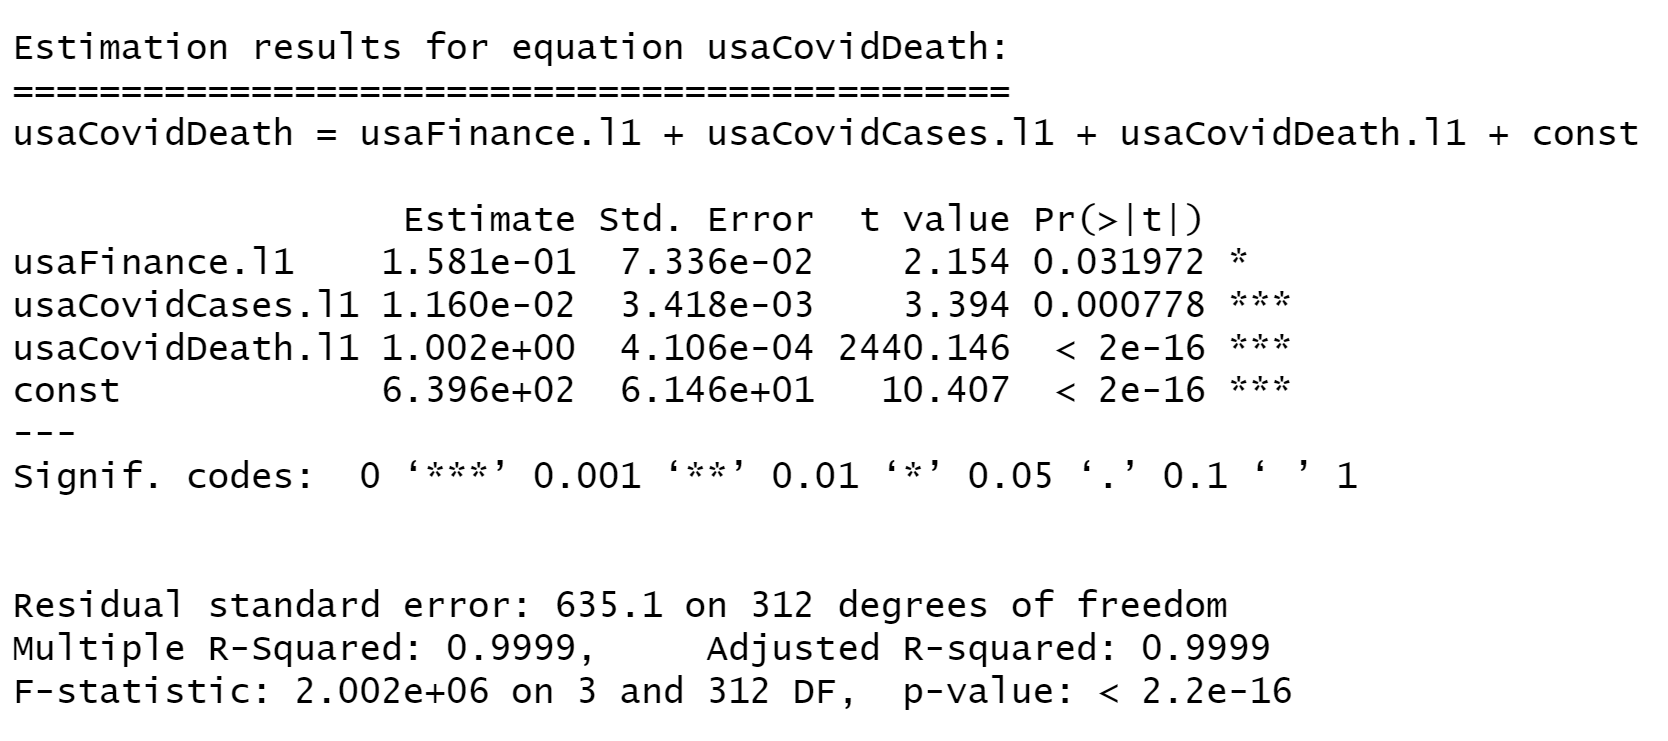 Estimation results for equation usaCovidDeath:
==============================================
usaCovidDeath = usaFinance.l1 + usaCovidCases.l1 + usaCovidDeath.l1 + const
Estimate Std. Error t value Pr(>|t|)
usaFinance.l1 1.581e-01 7.336e-02 2.154 0.031972 *
usaCovidCases.l1 1.160e-02 3.418e-03 3.394 0.000778 ***
usaCovidDeath.l1 1.002e+00 4.106e-04 2440.146 < 2e-16 ***
const 6.396e+02 6.146e+01 10.407 < 2e-16 ***
---
Signif. codes: 0 ‘***’ 0.001 ‘**’ 0.01 ‘*’ 0.05 ‘.’ 0.1 ‘ ’ 1
Residual standard error: 635.1 on 312 degrees of freedom
Multiple R-Squared: 0.9999, Adjusted R-squared: 0.9999
F-statistic: 2.002e+06 on 3 and 312 DF, p-value: < 2.2e-16